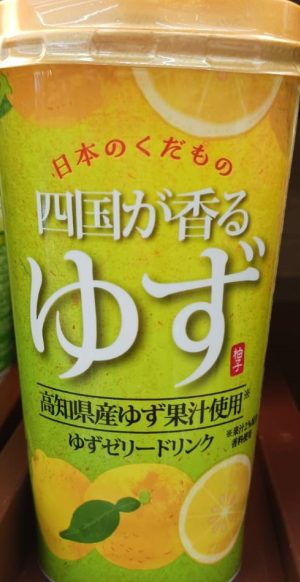 日本のくだもの
四国が香る
ゆず
柚子
高知県産ゆず果汁使用※
ゆずゼリードリンク